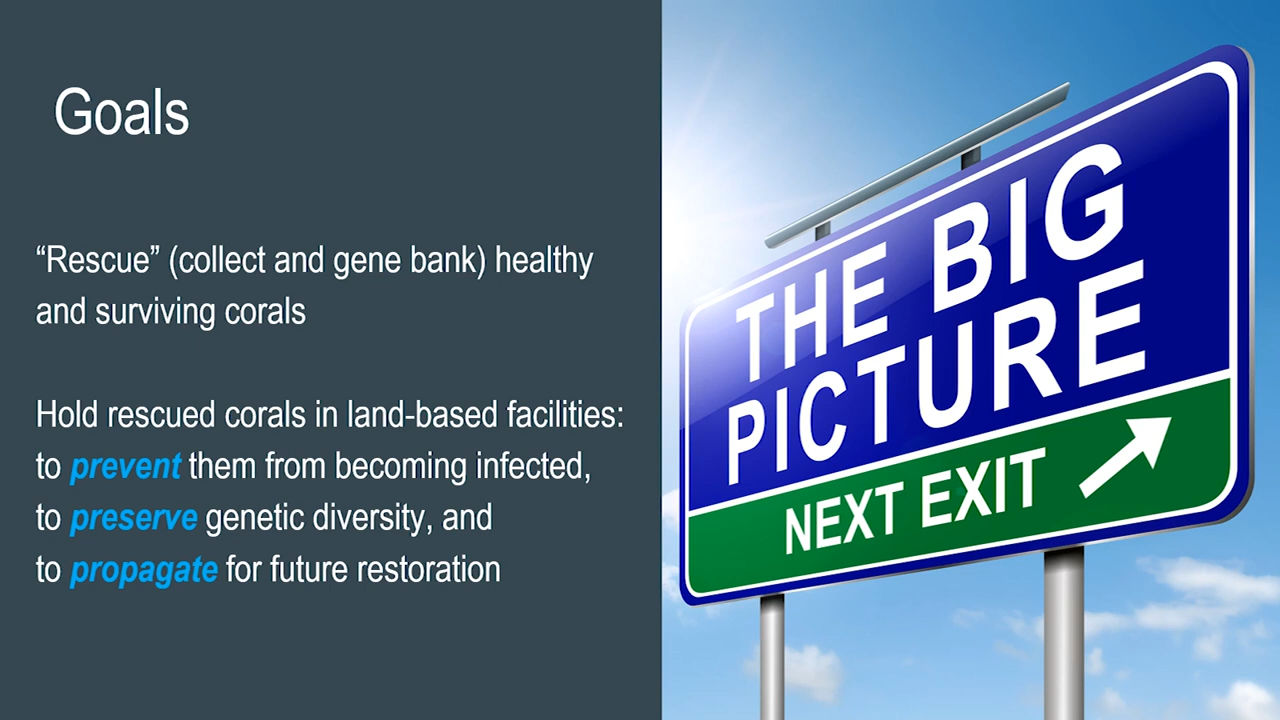 Goals
“Rescue” (collect and gene bank) healthy
and surviving corals
Hold rescued corals in land-based facilities:
to prevent them from becoming infected,
to preserve genetic diversity, and
to propagate for future restoration
THE BIG
PICTURE
NEXT EXIT